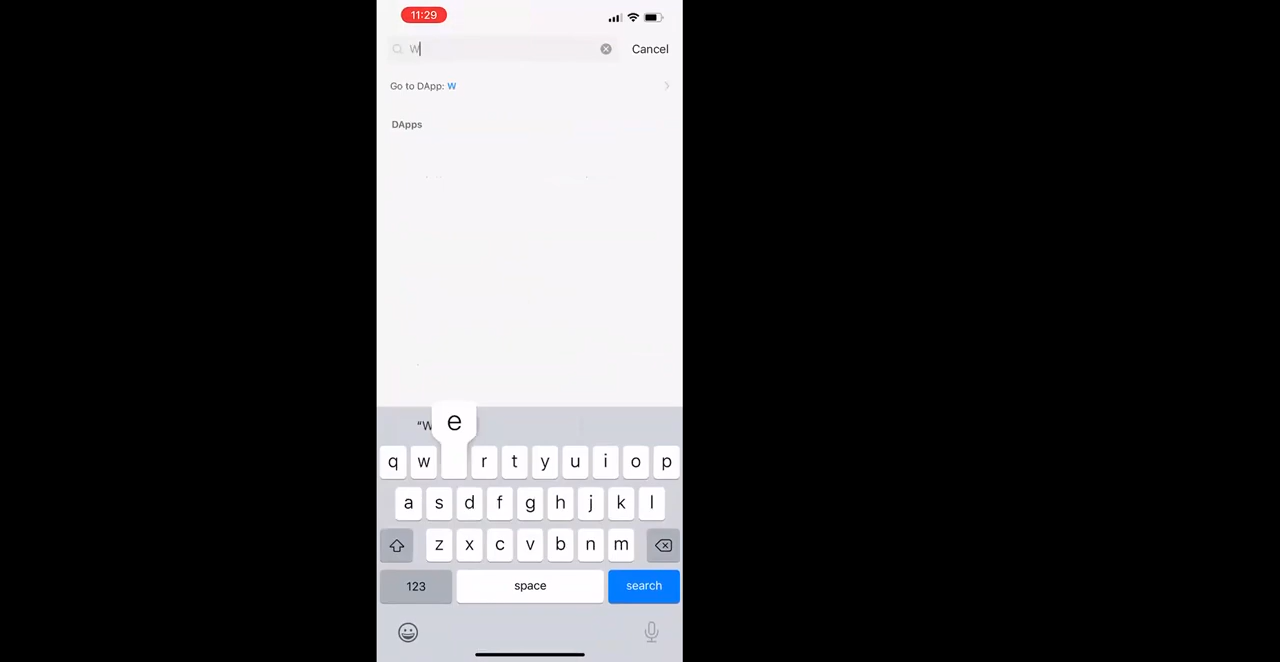 11:29
W
Cancel
Go to DApp: W
DApps
"W
e
q w r t y u i o p
a s d f g h j k l
z x c v b n m
123 space search